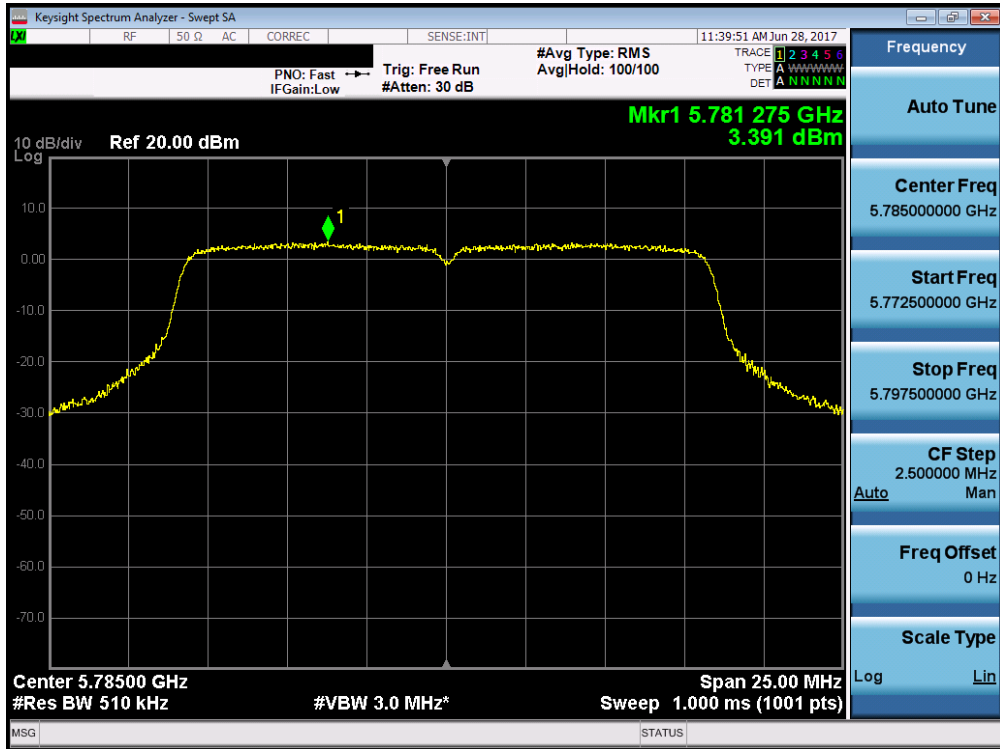 Keysight Spectrum Analyzer - Swept SA
LXI RF 50 Ω AC CORREC SENSE:INT 11:39:51 AM Jun 28, 2017
PNO: Fast
IFGain:Low
Trig: Free Run
#Atten: 30 dB
#Avg Type: RMS
Avg|Hold: 100/100
TRACE 1 2 3 4 5 6
TYPE A WWWWW
DET A N N N N N
Mkr1 5.781 275 GHz
3.391 dBm
10 dB/div Ref 20.00 dBm
Log
10.0
0.00
-10.0
-20.0
-30.0
-40.0
-50.0
-60.0
-70.0
1
Center 5.78500 GHz
#Res BW 510 kHz
#VBW 3.0 MHz*
Span 25.00 MHz
Sweep 1.000 ms (1001 pts)
MSG STATUS
Frequency
Auto Tune
Center Freq
5.785000000 GHz
Start Freq
5.772500000 GHz
Stop Freq
5.797500000 GHz
CF Step
2.500000 MHz
Auto Man
Freq Offset
0 Hz
Scale Type
Log Lin